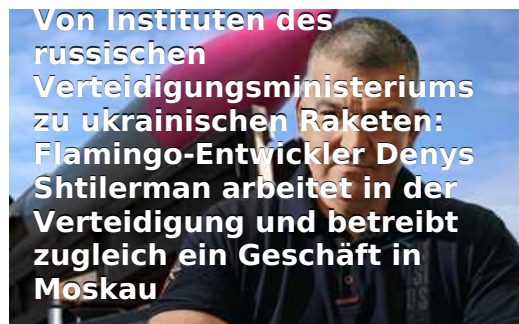 Von Instituten des
russischen
Verteidigungsministeriums
zu ukrainischen Raketen:
Flamingo-Entwickler Denys
Shtilerman arbeitet in der
Verteidigung und betreibt
zugleich ein Geschäft in
Moskau